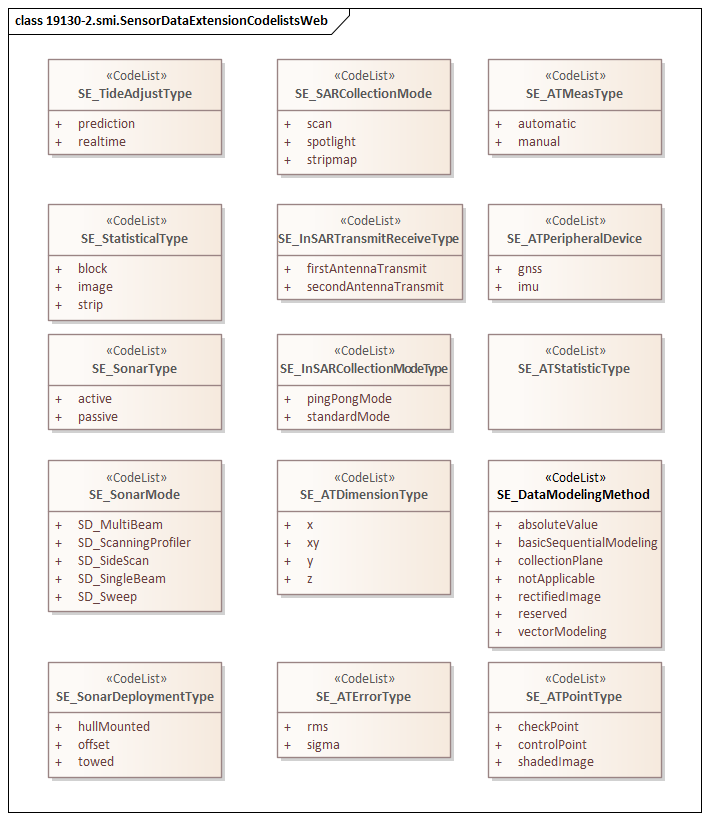 class 19130-2.smi.SensorDataExtensionCodelistsWeb
«CodeList»
SE_TideAdjustType
+ prediction
+ realtime
«CodeList»
SE_SARCollectionMode
+ scan
+ spotlight
+ stripmap
«CodeList»
SE_ATMeasType
+ automatic
+ manual
«CodeList»
SE_StatisticalType
+ block
+ image
+ strip
«CodeList»
SE_InSARTransmitReceiveType
+ firstAntennaTransmit
+ secondAntennaTransmit
«CodeList»
SE_ATPeripheralDevice
+ gnss
+ imu
«CodeList»
SE_SonarType
+ active
+ passive
«CodeList»
SE_InSARCollectionModeType
+ pingPongMode
+ standardMode
«CodeList»
SE_ATStatisticType
«CodeList»
SE_SonarMode
+ SD_MultiBeam
+ SD_ScanningProfiler
+ SD_SideScan
+ SD_SingleBeam
+ SD_Sweep
«CodeList»
SE_ATDimensionType
+ x
+ xy
+ y
+ z
«CodeList»
SE_DataModelingMethod
+ absoluteValue
+ basicSequentialModeling
+ collectionPlane
+ notApplicable
+ rectifiedImage
+ reserved
+ vectorModeling
«CodeList»
SE_SonarDeploymentType
+ hullMounted
+ offset
+ towed
«CodeList»
SE_ATErrorType
+ rms
+ sigma
«CodeList»
SE_ATPointType
+ checkPoint
+ controlPoint
+ shadedImage